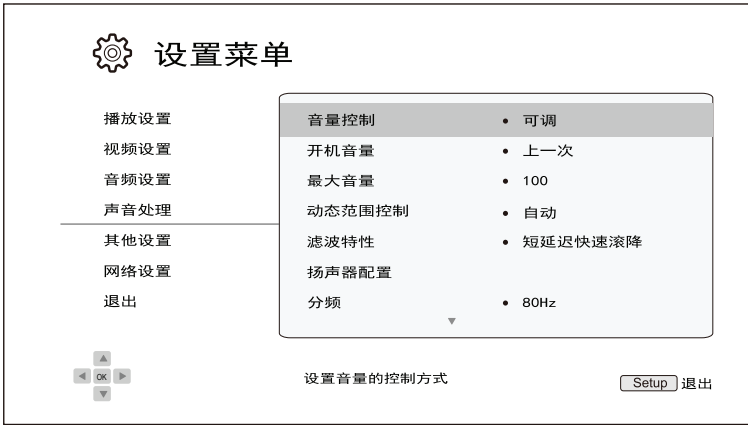 设置菜单
播放设置
视频设置
音频设置
声音处理
其他设置
网络设置
退出
音量控制 • 可调
开机音量 • 上一次
最大音量 • 100
动态范围控制 • 自动
滤波特性 • 短延迟快速滚降
扬声器配置
分频 • 80Hz
OK
设置音量的控制方式
Setup 退出